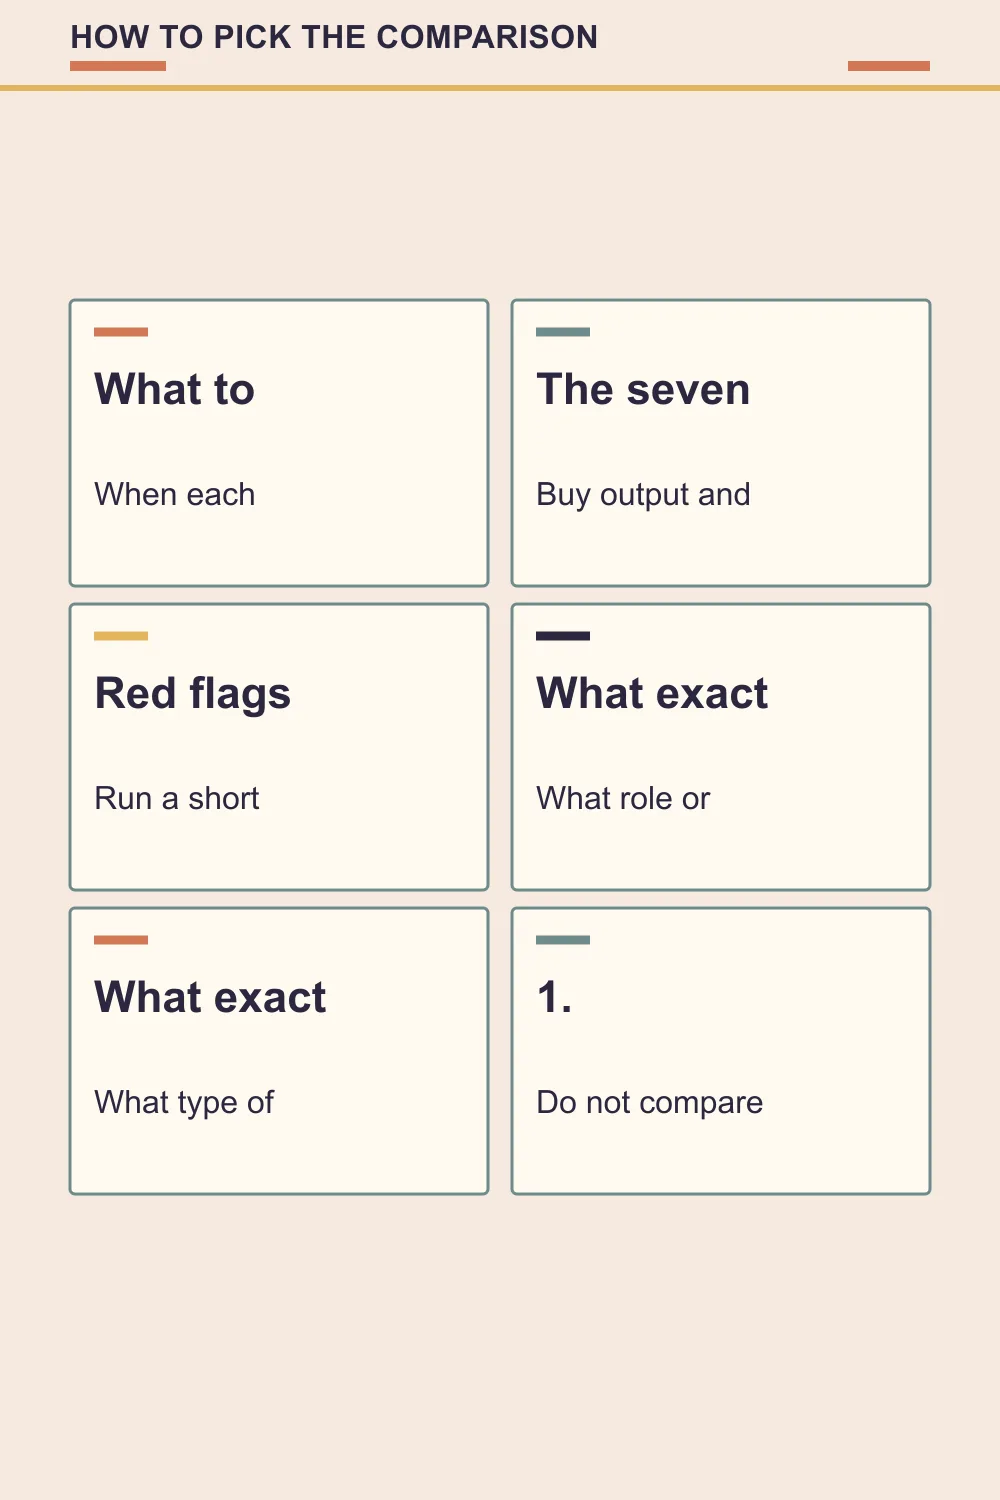 HOW TO PICK THE COMPARISON
What to
When each
The seven
Buy output and
Red flags
Run a short
What exact
What role or
What exact
What type of
1.
Do not compare